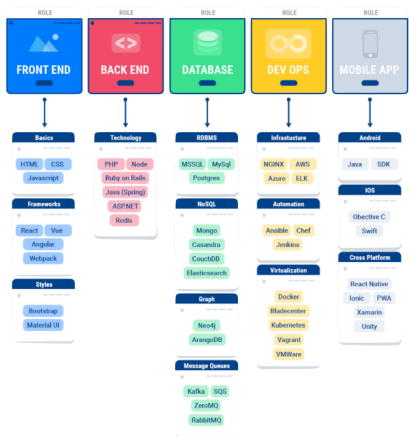 ROLE ROLE ROLE ROLE ROLE
FRONT END BACK END DATABASE DEV OPS MOBILE APP
Basics
HTML CSS
Javascript
Frameworks
React Vue
Angular
Webpack
Styles
Bootstrap
Material UI
Technology
PHP Node
Ruby on Rails
Java (Spring)
ASP.NET
Redis
RDBMS
MSSQL MySql
Postgres
NoSQL
Mongo
Casandra
CouchDB
Elasticsearch
Graph
Neo4j
ArangoDB
Message Queues
Kafka SQS
ZeroMQ
RabbitMQ
Infrastucture
NGINX AWS
Azure ELK
Automation
Ansible Chef
Jenkins
Virtualization
Docker
Bladecenter
Kubernetes
Vagrant
VMWare
Android
Java SDK
IOS
Obective C
Swift
Cross Platform
React Native
Ionic PWA
Xamarin
Unity